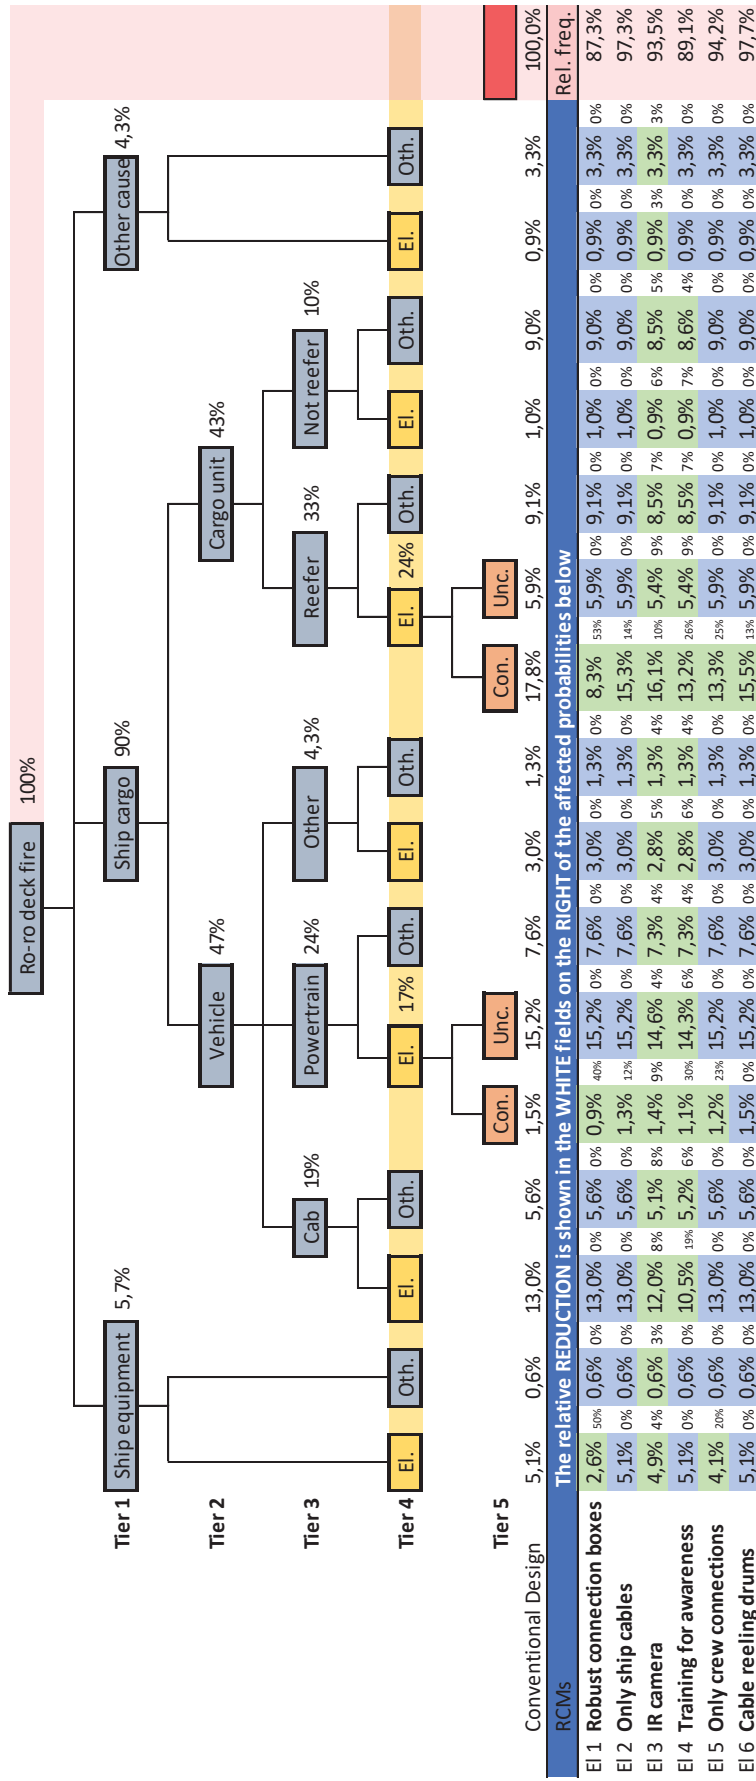 Ro-ro deck fire 100%
Tier 1 Ship equipment 5,7% Ship cargo 90% Other cause 4,3%
Tier 2 Vehicle 47% Cargo unit 43%
Tier 3 Cab 19% Powertrain 24% Other 4,3% Reefer 33% Not reefer 10%
Tier 4 El. Oth. El. Oth. El. 17% Oth. El. Oth. El. 24% Oth. El. Oth. El. Oth.
Tier 5 Con. Unc. Con. Unc.
Conventional Design 5,1% 0,6% 13,0% 5,6% 1,5% 15,2% 7,6% 3,0% 1,3% 17,8% 5,9% 9,1% 1,0% 9,0% 0,9% 3,3% 100,0%
RCMs The relative REDUCTION is shown in the WHITE fields on the RIGHT of the affected probabilities below Rel. freq.
El 1 Robust connection boxes 2,6% 50% 0,6% 0% 13,0% 0% 5,6% 0% 0,9% 40% 15,2% 0% 7,6% 0% 3,0% 0% 1,3% 0% 8,3% 53% 5,9% 0% 9,1% 0% 1,0% 0% 9,0% 0% 0,9% 0% 3,3% 0% 87,3%
El 2 Only ship cables 5,1% 0% 0,6% 0% 13,0% 0% 5,6% 0% 1,3% 12% 15,2% 0% 7,6% 0% 3,0% 0% 1,3% 0% 15,3% 14% 5,9% 0% 9,1% 0% 1,0% 0% 9,0% 0% 0,9% 0% 3,3% 0% 97,3%
El 3 IR camera 4,9% 4% 0,6% 3% 12,0% 8% 5,1% 8% 1,4% 9% 14,6% 4% 7,3% 4% 2,8% 5% 1,3% 4% 16,1% 10% 5,4% 9% 8,5% 7% 0,9% 6% 8,5% 5% 0,9% 3% 3,3% 3% 93,5%
El 4 Training for awareness 5,1% 0% 0,6% 0% 10,5% 19% 5,2% 6% 1,1% 30% 14,3% 6% 7,3% 4% 2,8% 6% 1,3% 4% 13,2% 26% 5,4% 9% 8,5% 7% 0,9% 7% 8,6% 4% 0,9% 0% 3,3% 0% 89,1%
El 5 Only crew connections 4,1% 20% 0,6% 0% 13,0% 0% 5,6% 0% 1,2% 23% 15,2% 0% 7,6% 0% 3,0% 0% 1,3% 0% 13,3% 25% 5,9% 0% 9,1% 0% 1,0% 0% 9,0% 0% 0,9% 0% 3,3% 0% 94,2%
El 6 Cable reeling drums 5,1% 0% 0,6% 0% 13,0% 0% 5,6% 0% 1,5% 0% 15,2% 0% 7,6% 0% 3,0% 0% 1,3% 0% 15,5% 13% 5,9% 0% 9,1% 0% 1,0% 0% 9,0% 0% 0,9% 0% 3,3% 0% 97,7%